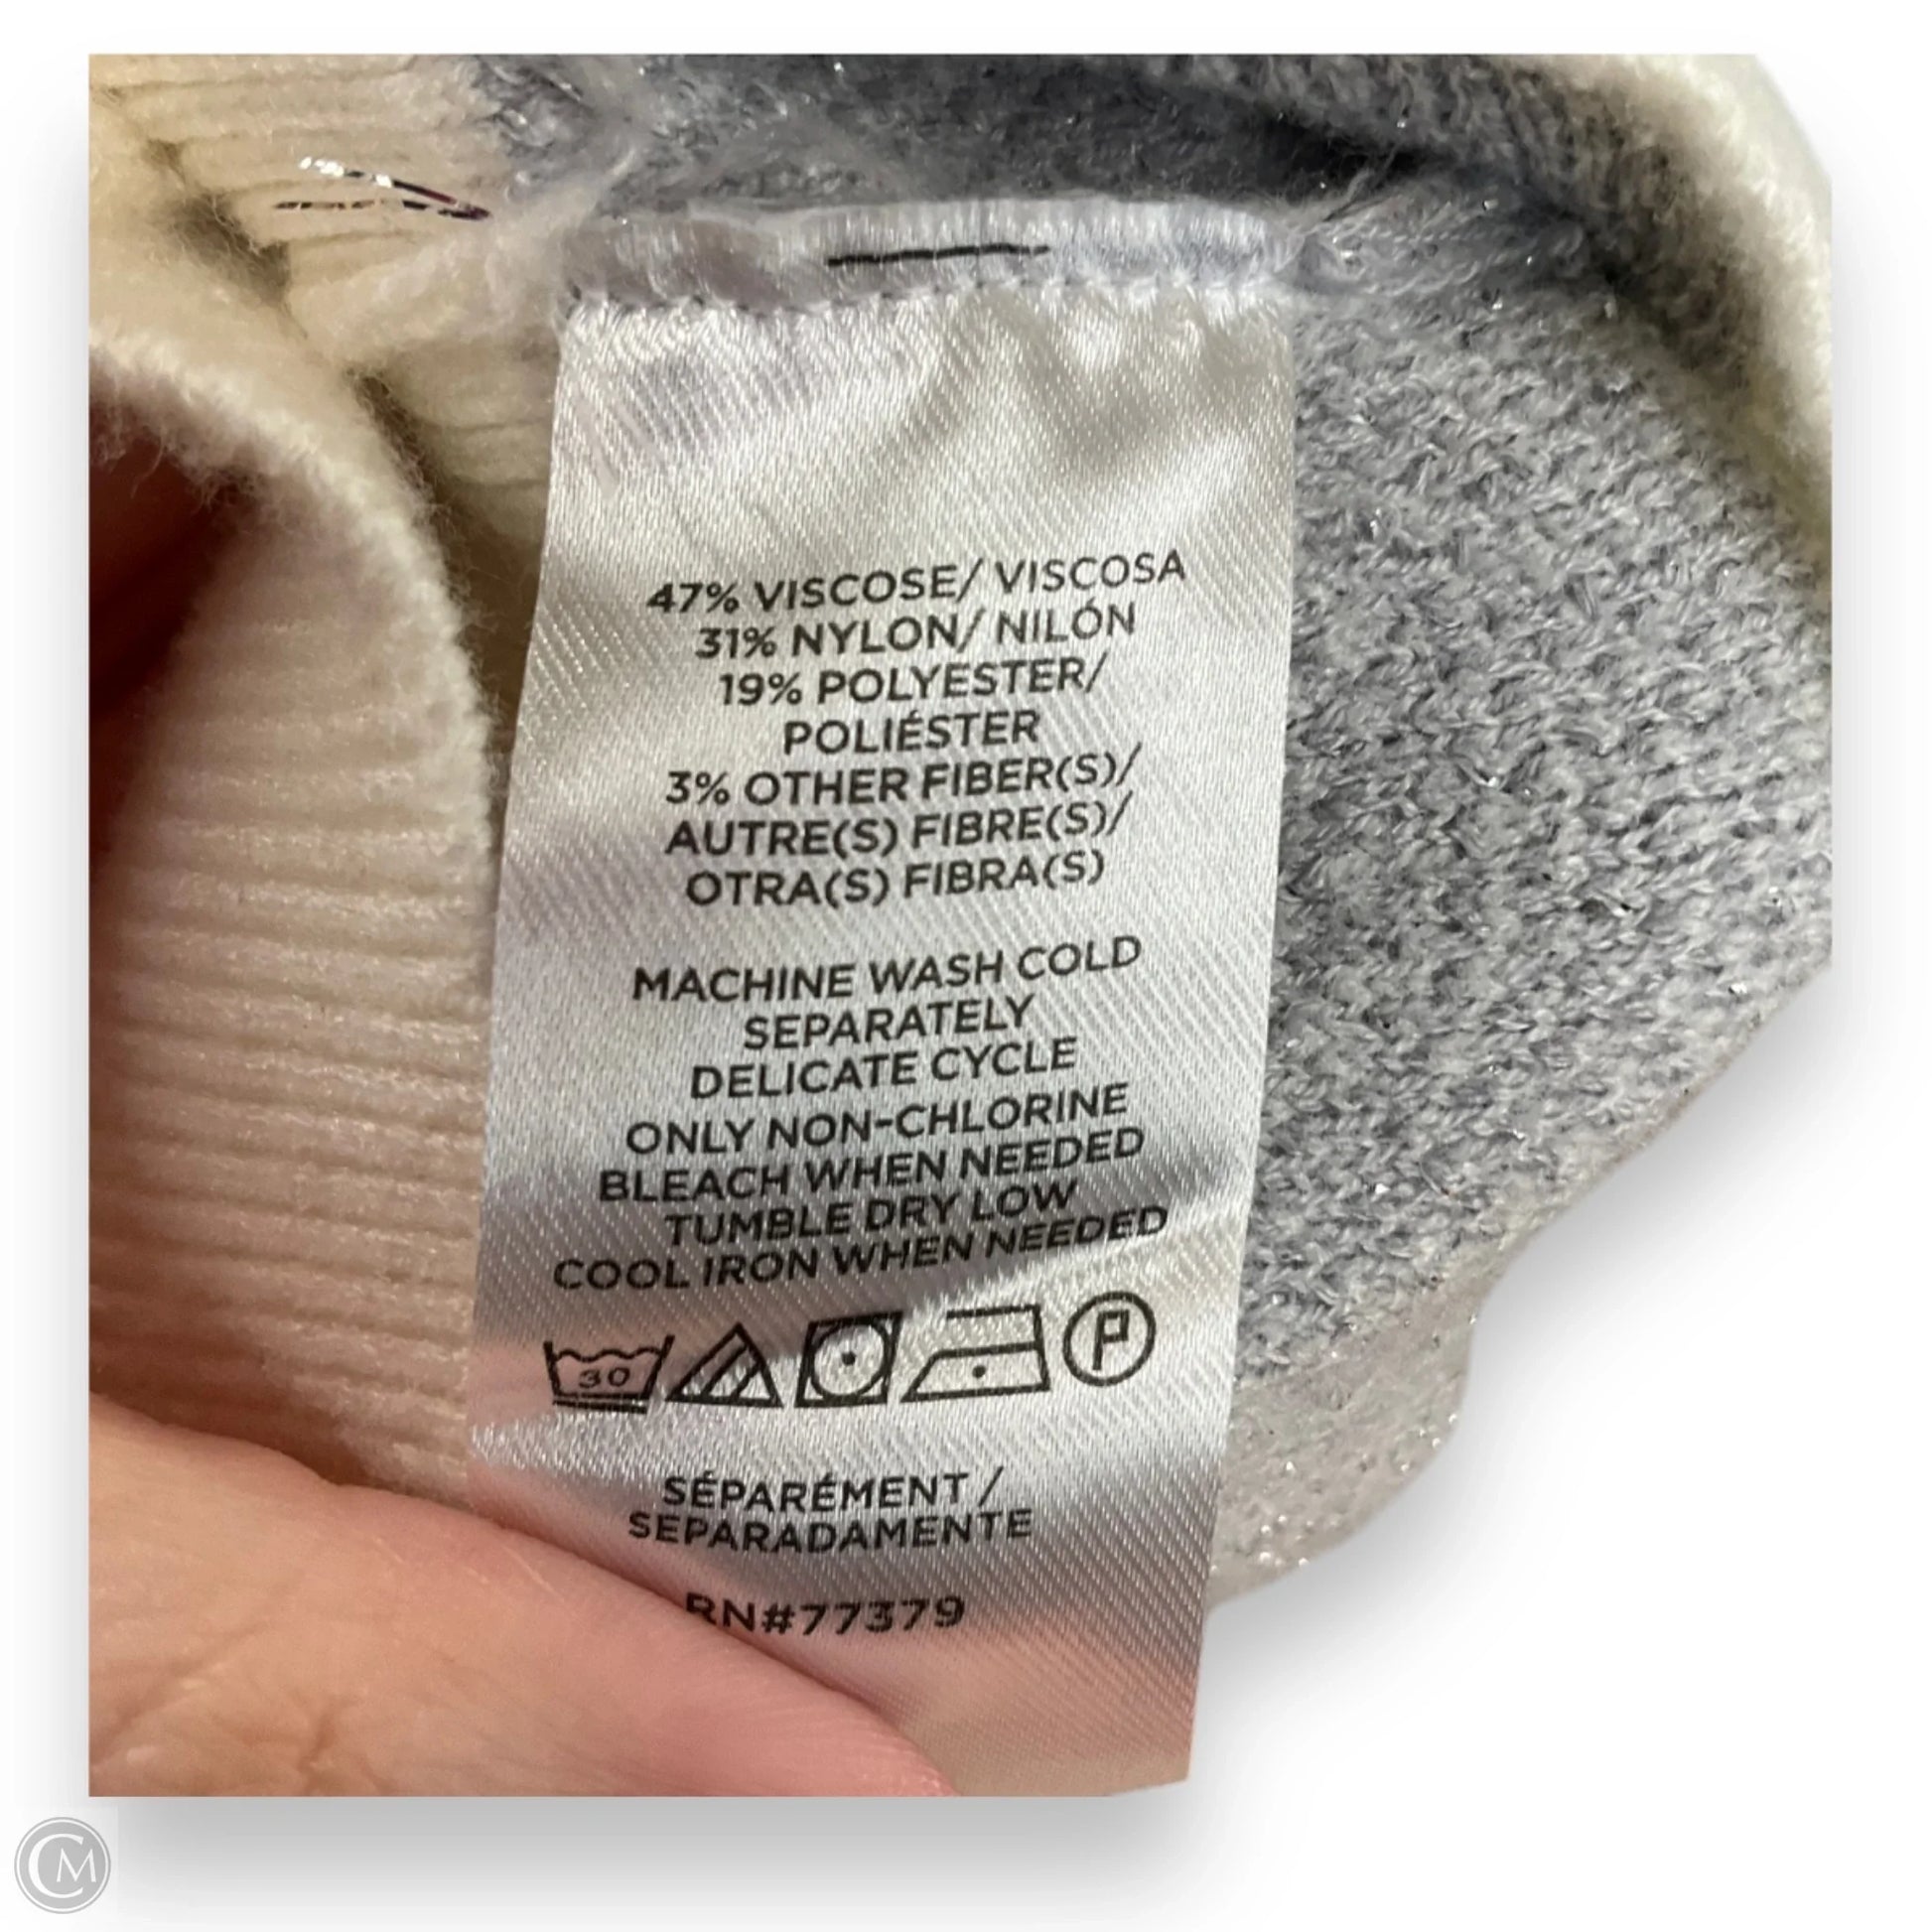 47% VISCOSE/ VISCOSA
31% NYLON/ NILÓN
19% POLYESTER/
POLIÉSTER
3% OTHER FIBER(S)/
AUTRE(S) FIBRE(S)/
OTRA(S) FIBRA(S)
MACHINE WASH COLD
SEPARATELY
DELICATE CYCLE
ONLY NON-CHLORINE
BLEACH WHEN NEEDED
TUMBLE DRY LOW
COOL IRON WHEN NEEDED
30 P
SÉPARÉMENT /
SEPARADAMENTE
RN#77379
CM